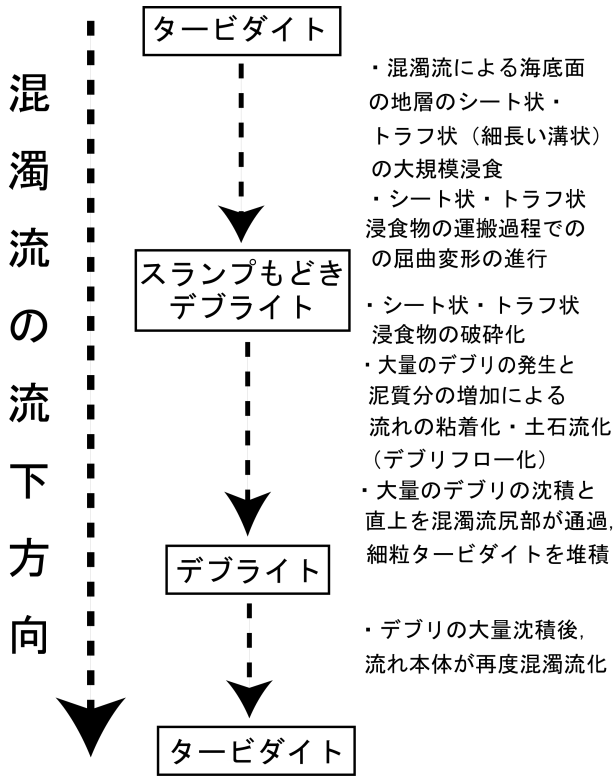 混濁流の流下方向
タービダイト
・混濁流による海底面
の地層のシート状・
トラフ状（細長い溝状）
の大規模浸食
・シート状・トラフ状
浸食物の運搬過程での
の屈曲変形の進行
スランプもどき
デブライト
・シート状・トラフ状
浸食物の破砕化
・大量のデブリの発生と
泥質分の増加による
流れの粘着化・土石流化
（デブリフロー化）
・大量のデブリの沈積と
直上を混濁流尻部が通過,
細粒タービダイトを堆積
デブライト
・デブリの大量沈積後,
流れ本体が再度混濁流化
タービダイト